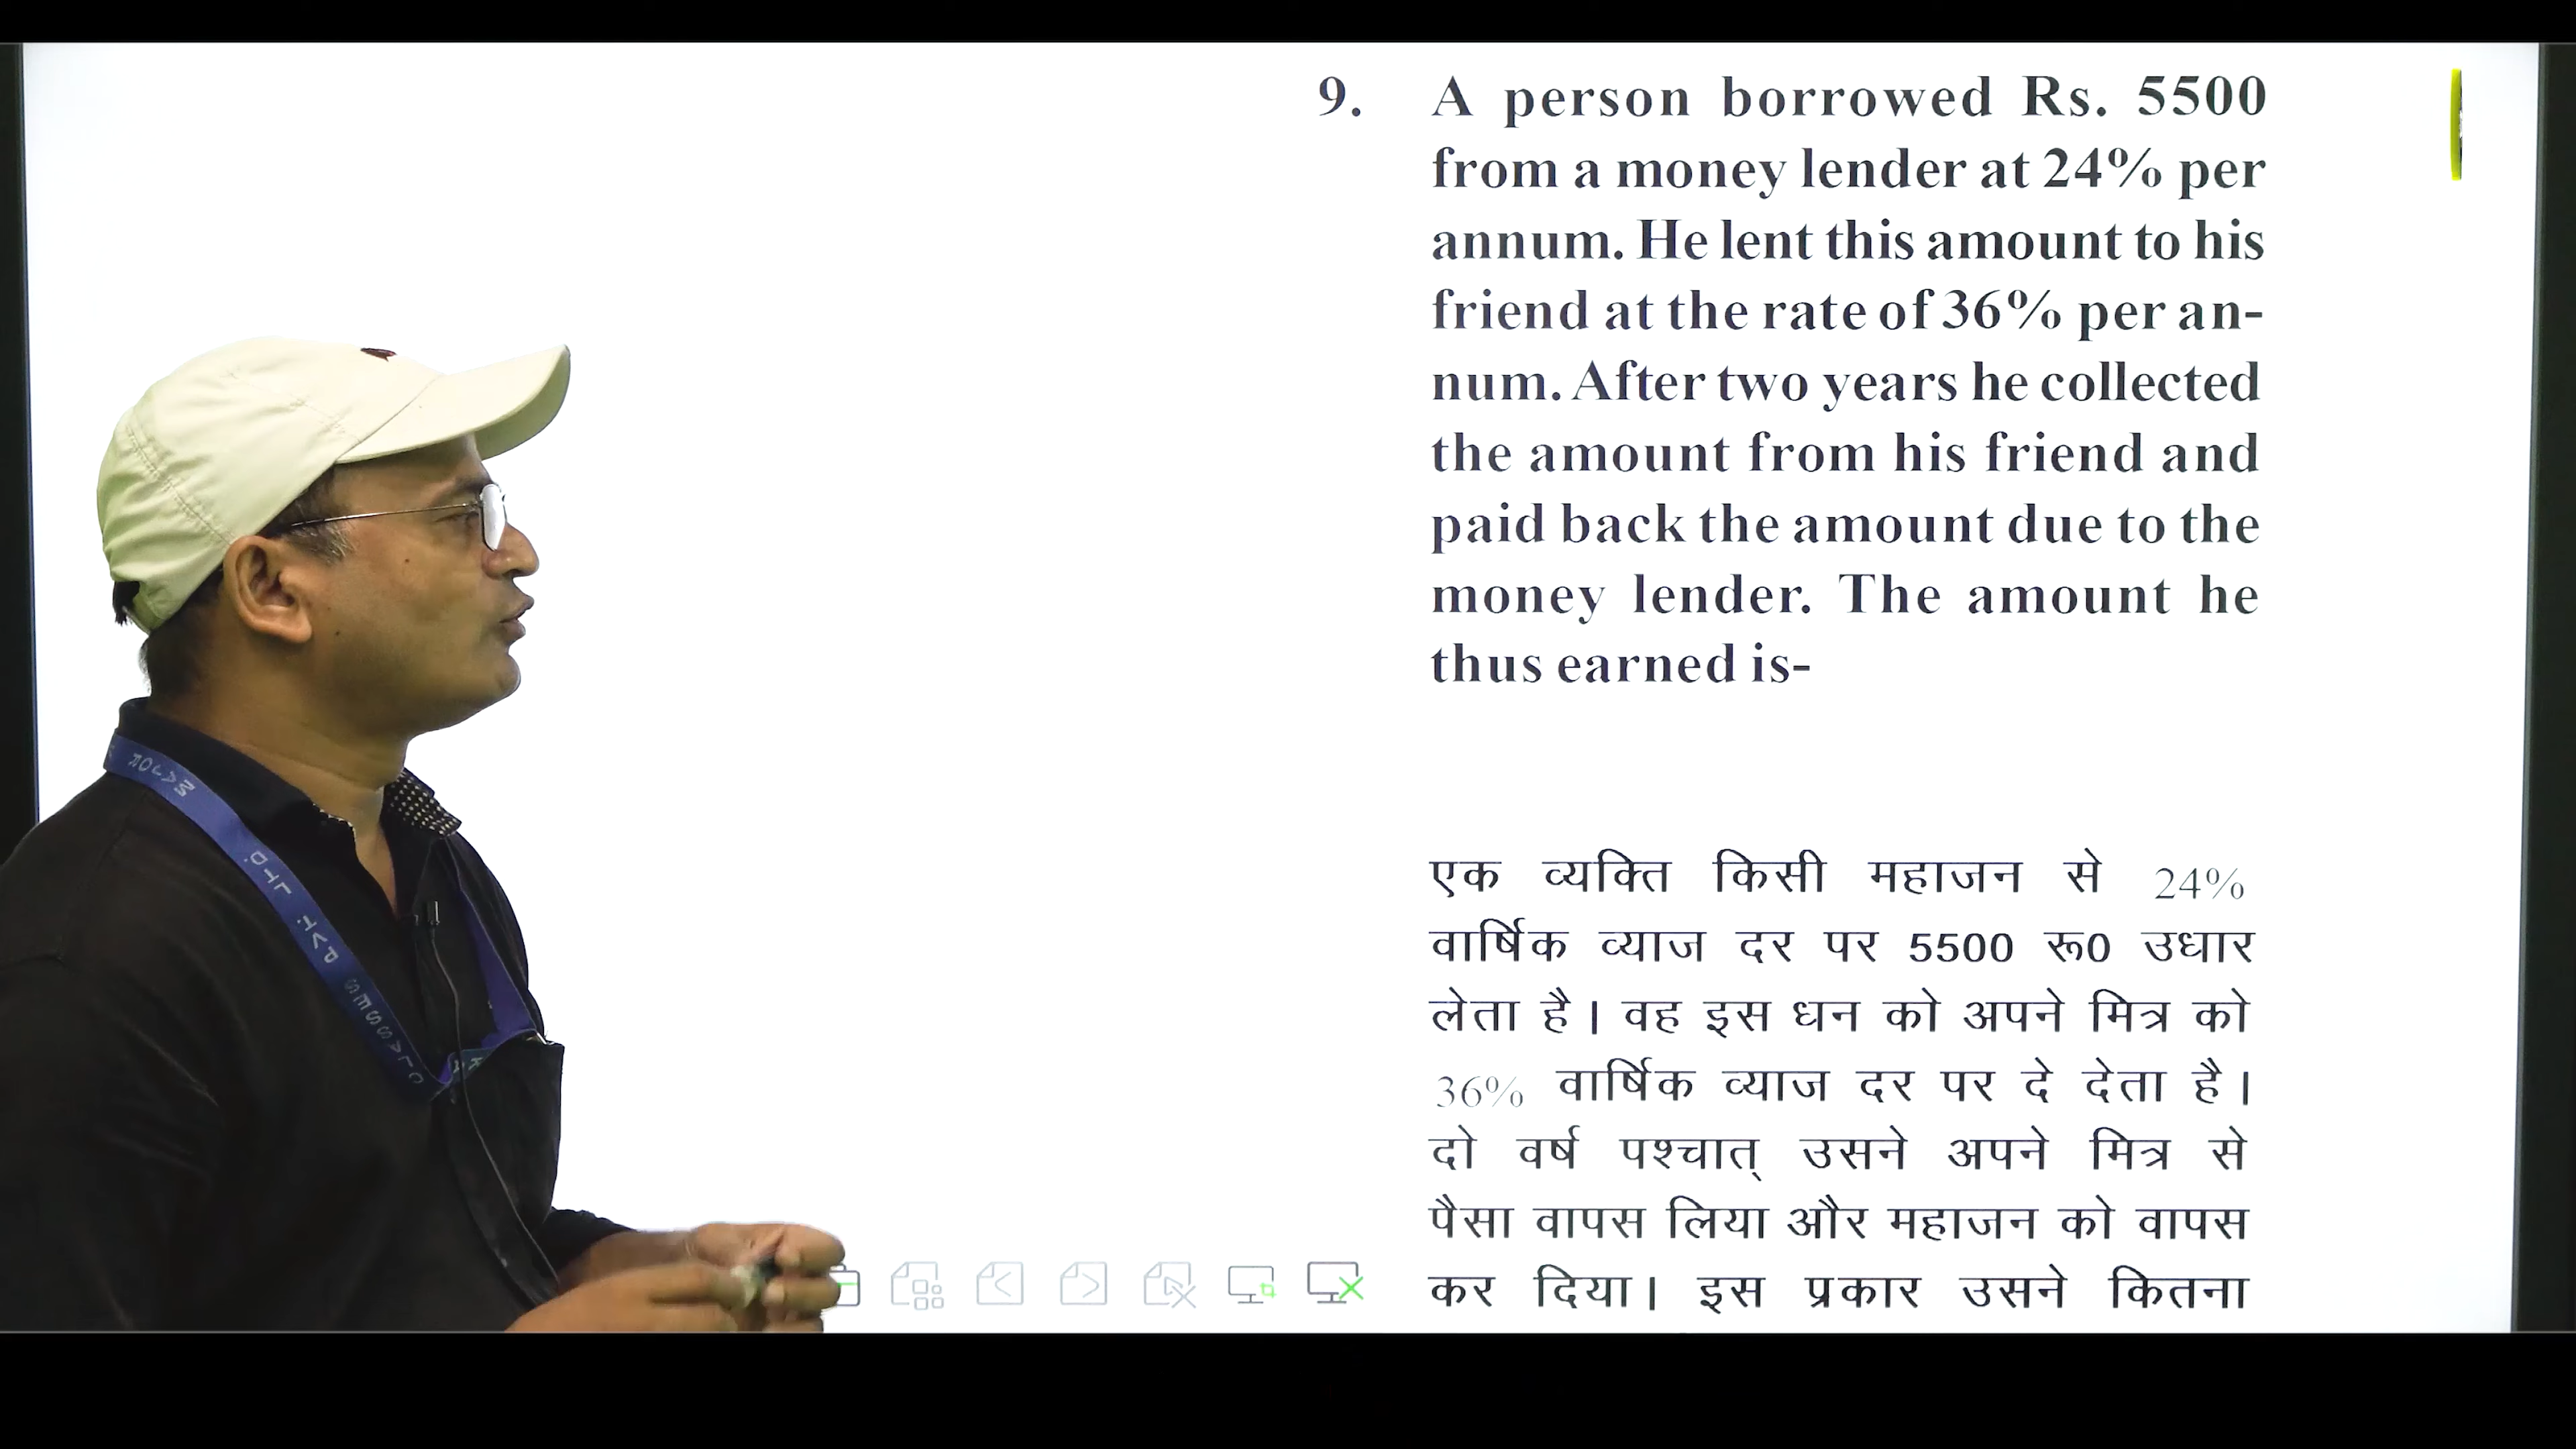 9. A person borrowed Rs. 5500
from a money lender at 24% per
annum. He lent this amount to his
friend at the rate of 36% per an-
num. After two years he collected
the amount from his friend and
paid back the amount due to the
money lender. The amount he
thus earned is-
एक व्यक्ति किसी महाजन से 24%
वार्षिक व्याज दर पर 5500 रू0 उधार
लेता है। वह इस धन को अपने मित्र को
36% वार्षिक व्याज दर पर दे देता है।
दो वर्ष पश्चात् उसने अपने मित्र से
पैसा वापस लिया और महाजन को वापस
कर दिया। इस प्रकार उसने कितना